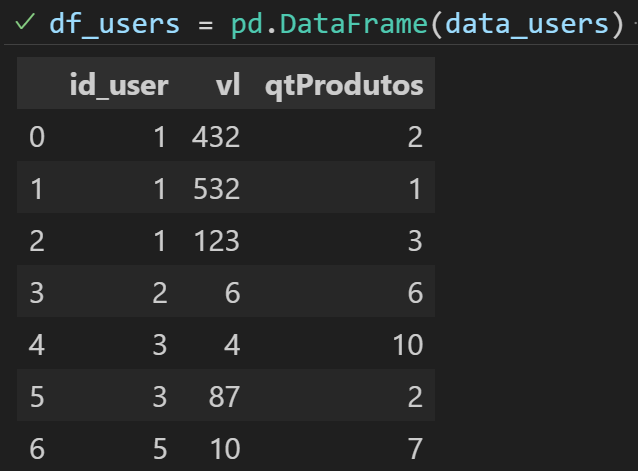 df_users = pd.DataFrame(data_users)
id_user vl qtProdutos
0 1 432 2
1 1 532 1
2 1 123 3
3 2 6 6
4 3 4 10
5 3 87 2
6 5 10 7